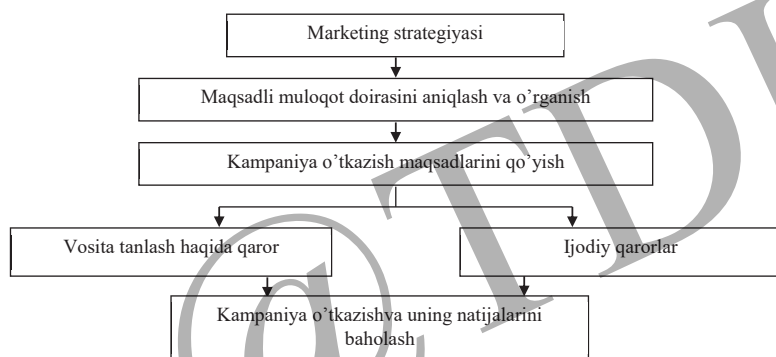 Marketing strategiyasi
Maqsadli muloqot doirasini aniqlash va o'rganish
Kampaniya o'tkazish maqsadlarini qo'yish
Vosita tanlash haqida qaror
Ijodiy qarorlar
Kampaniya o'tkazishva uning natijalarini
baholash
@TDI